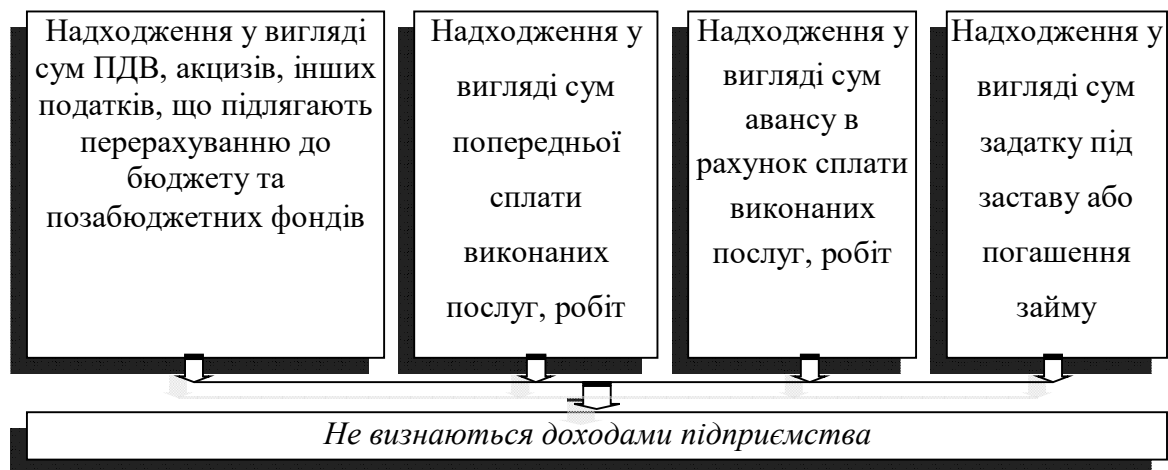 Надходження у вигляді
сум ПДВ, акцизів, інших
податків, що підлягають
перерахуванню до
бюджету та
позабюджетних фондів
Надходження у
вигляді сум
попередньої
сплати
виконаних
послуг, робіт
Надходження у
вигляді сум
авансу в
рахунок сплати
виконаних
послуг, робіт
Надходження у
вигляді сум
задатку під
заставу або
погашення
займу
Не визнаються доходами підприємства